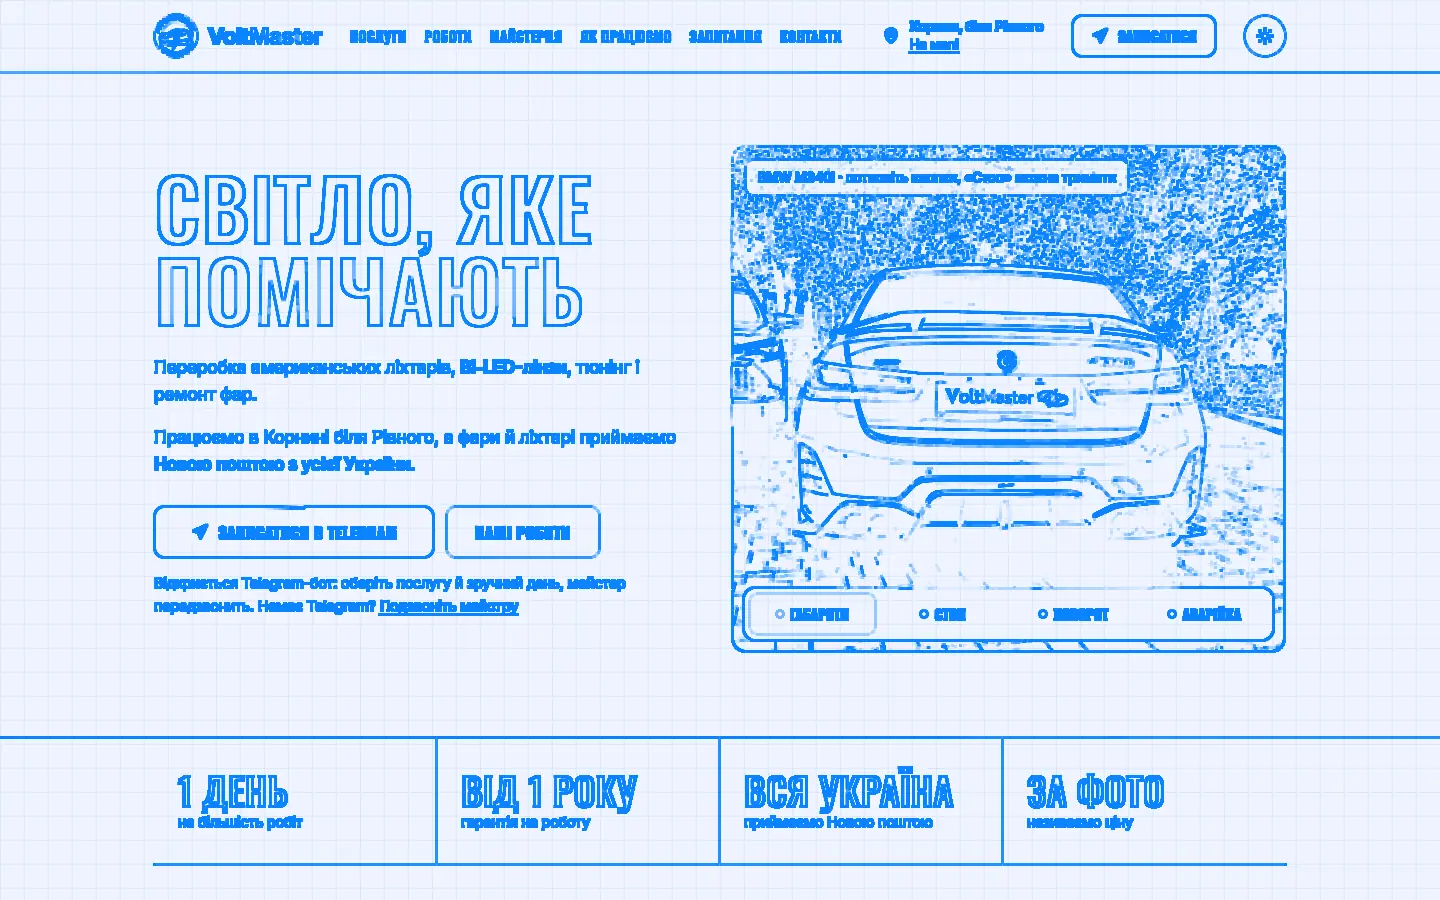 VoltMaster
ПОСЛУГИ РОБОТИ МАЙСТЕРНЯ ЯК ПРАЦЮЄМО ЗАПИТАННЯ КОНТАКТИ
Корнин, біля Рівного
На мапі
ЗАПИСАТИСЯ
СВІТЛО, ЯКЕ
ПОМІЧАЮТЬ
Переробка американських ліхтарів, Bi-LED-лінзи, тюнінг і
ремонт фар.
Працюємо в Корнині біля Рівного, а фари й ліхтарі приймаємо
Новою поштою з усієї України.
ЗАПИСАТИСЯ В TELEGRAM
НАШІ РОБОТИ
Відкриється Telegram-бот: оберіть послугу й зручний день, майстер
передзвонить. Немає Telegram? Подзвоніть майстру
BMW M340i - натисніть кнопки, «Стоп» можна тримати
VoltMaster
ГАБАРИТИ
СТОП
ПОВОРОТ
АВАРІЙКА
1 ДЕНЬ
на більшість робіт
ВІД 1 РОКУ
гарантія на роботу
ВСЯ УКРАЇНА
приймаємо Новою поштою
ЗА ФОТО
називаємо ціну